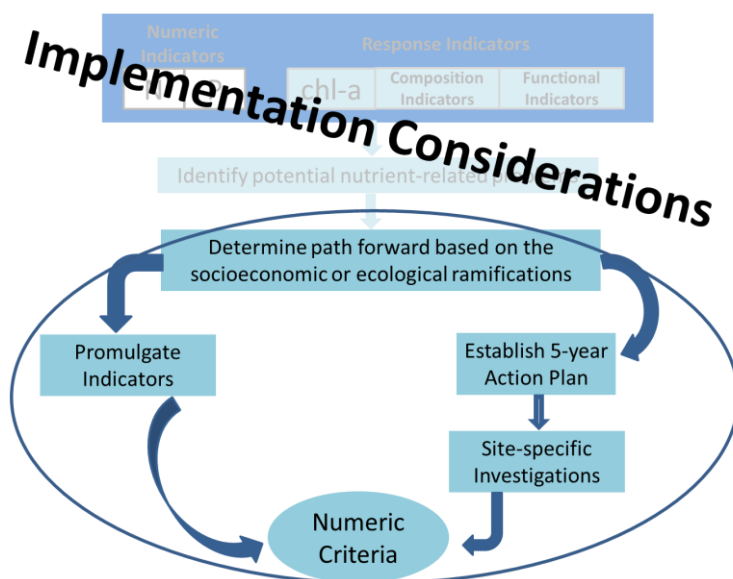 Numeric
Indicators
Response Indicators
N
P
chl-a
Composition
Indicators
Functional
Indicators
Implementation Considerations
Identify potential nutrient-related
Determine path forward based on the
socioeconomic or ecological ramifications
Promulgate
Indicators
Establish 5-year
Action Plan
Site-specific
Investigations
Numeric
Criteria